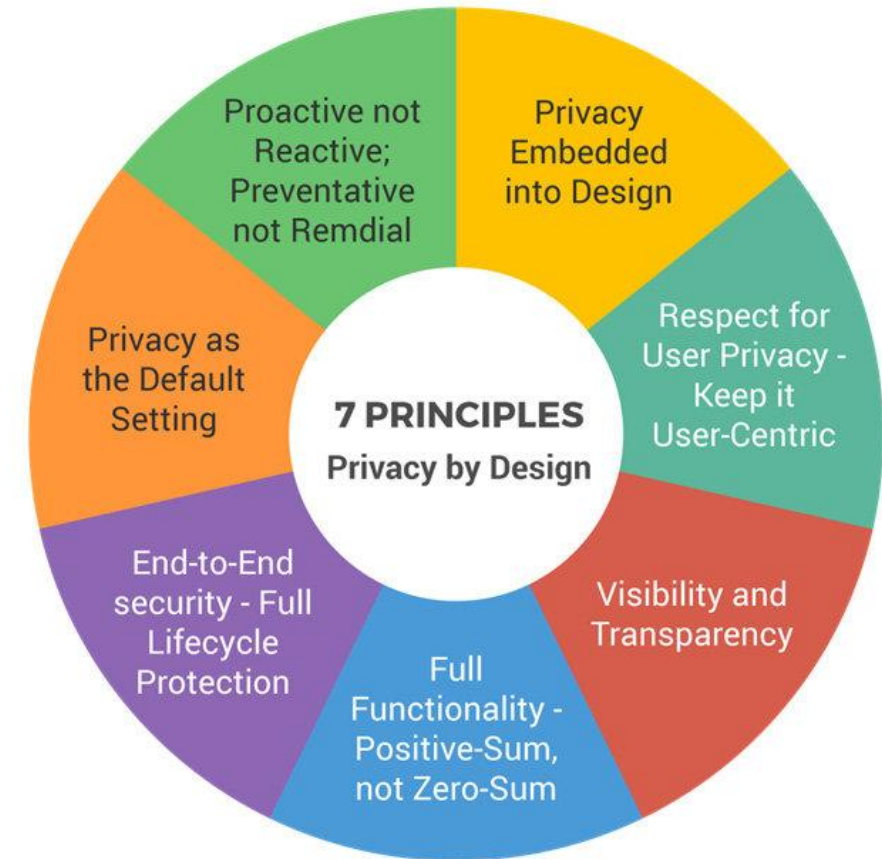 7 PRINCIPLES
Privacy by Design
Proactive not
Reactive;
Preventative
not Remdial
Privacy
Embedded
into Design
Respect for
User Privacy -
Keep it
User-Centric
Visibility and
Transparency
Full
Functionality -
Positive-Sum,
not Zero-Sum
End-to-End
security - Full
Lifecycle
Protection
Privacy as
the Default
Setting